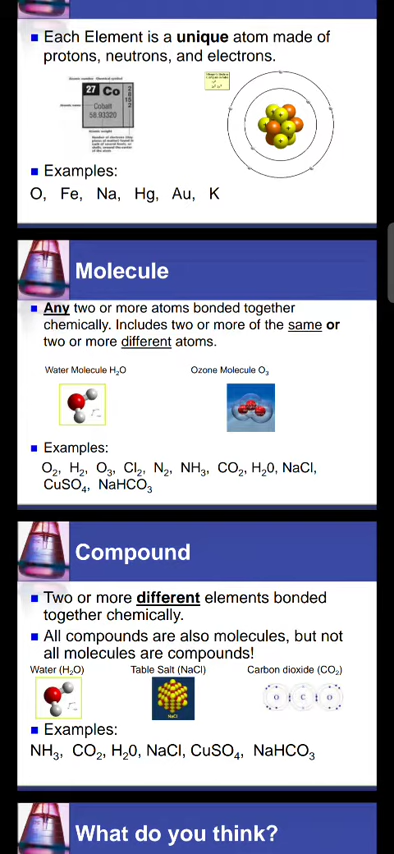 Each Element is a unique atom made of
protons, neutrons, and electrons.
27 Co
Cobalt
58.93320
Examples:
O, Fe, Na, Hg, Au, K
Molecule
Any two or more atoms bonded together
chemically. Includes two or more of the same or
two or more different atoms.
Water Molecule H₂O
Ozone Molecule O₃
Examples:
O₂, H₂, O₃, Cl₂, N₂, NH₃, CO₂, H₂0, NaCl,
CuSO₄, NaHCO₃
Compound
Two or more different elements bonded
together chemically.
All compounds are also molecules, but not
all molecules are compounds!
Water (H₂O) Table Salt (NaCl) Carbon dioxide (CO₂)
NaCl
O C O
Examples:
NH₃, CO₂, H₂0, NaCl, CuSO₄, NaHCO₃
What do you think?